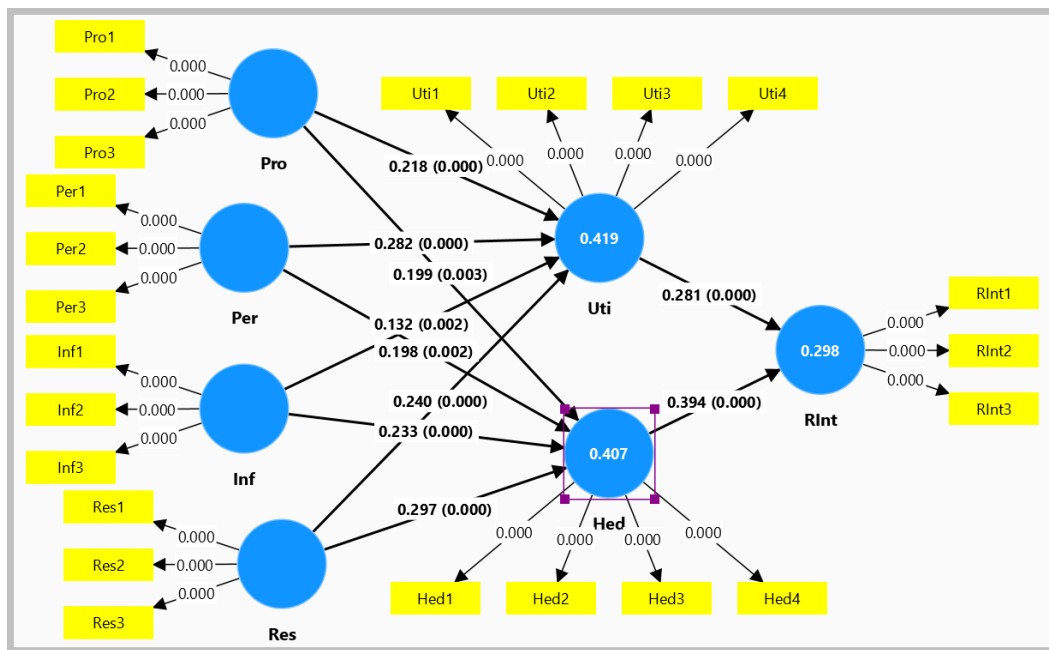 Pro1
0.000
Pro2
0.000
Pro3
0.000
Pro
Uti1
Uti2
Uti3
Uti4
0.000
0.000
0.000
0.000
0.218 (0.000)
Per1
0.000
Per2
0.000
Per3
0.000
Per
0.282 (0.000)
0.199 (0.003)
0.419
Uti
0.281 (0.000)
RInt1
0.000
RInt2
0.000
RInt3
0.000
0.298
RInt
Inf1
0.000
Inf2
0.000
Inf3
0.000
Inf
0.132 (0.002)
0.198 (0.002)
0.240 (0.000)
0.233 (0.000)
0.394 (0.000)
0.407
Hed
Res1
0.000
Res2
0.000
Res3
0.000
Res
0.297 (0.000)
0.000
0.000
0.000
0.000
Hed1
Hed2
Hed3
Hed4